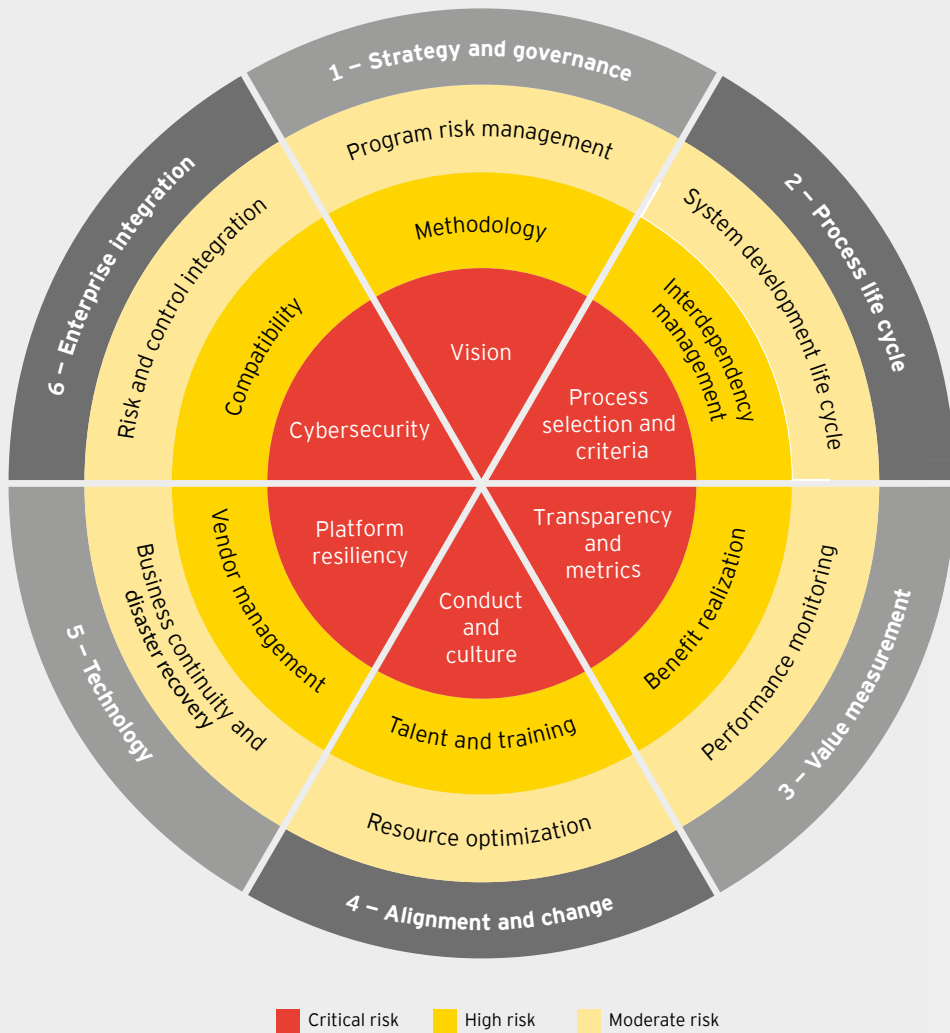 1 – Strategy and governance
Program risk management
Methodology
Vision
2 – Process life cycle
System development life cycle
Interdependency
management
Process
selection and
criteria
3 – Value measurement
Performance monitoring
Benefit realization
Transparency
and
metrics
4 – Alignment and change
Resource optimization
Talent and training
Conduct
and
culture
5 – Technology
Business continuity and
disaster recovery
Vendor management
Platform
resiliency
6 – Enterprise integration
Risk and control integration
Compatibility
Cybersecurity
Critical risk
High risk
Moderate risk